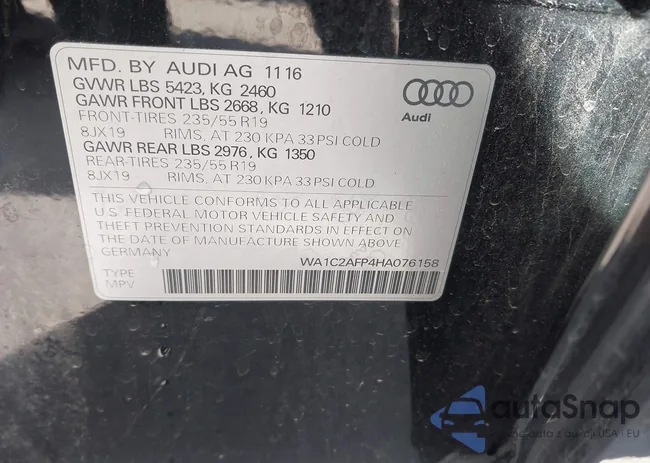 MFD. BY AUDI AG 1116
GVWR LBS 5423, KG 2460
GAWR FRONT LBS 2668, KG 1210
FRONT-TIRES 235/55 R19
8JX19 RIMS, AT 230 KPA 33 PSI COLD
GAWR REAR LBS 2976, KG 1350
REAR-TIRES 235/55 R19
8JX19 RIMS, AT 230 KPA 33 PSI COLD
Audi
THIS VEHICLE CONFORMS TO ALL APPLICABLE
U.S. FEDERAL MOTOR VEHICLE SAFETY AND
THEFT PREVENTION STANDARDS IN EFFECT ON
THE DATE OF MANUFACTURE SHOWN ABOVE.
GERMANY
WA1C2AFP4HA076158
TYPE
MPV
autoSnap
auta z aukcji USA i EU